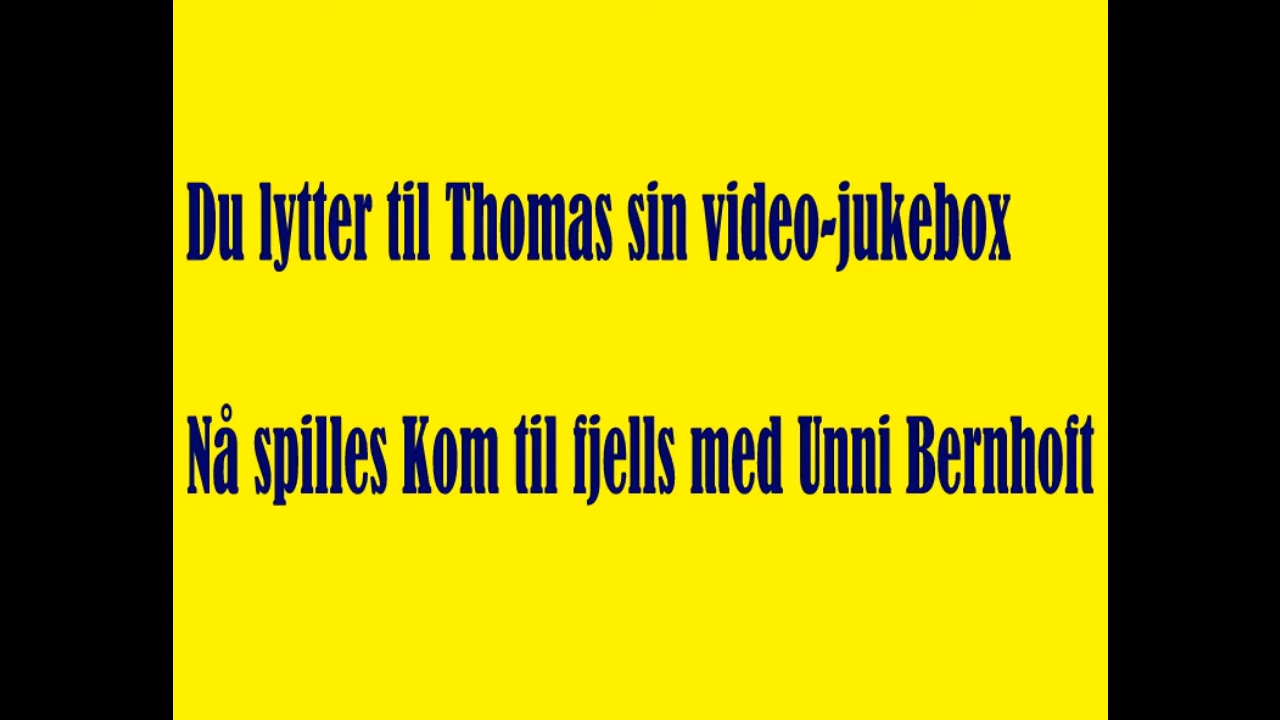 Du lytter til Thomas sin video-jukebox
Nå spilles Kom til fjells med Unni Bernhoft